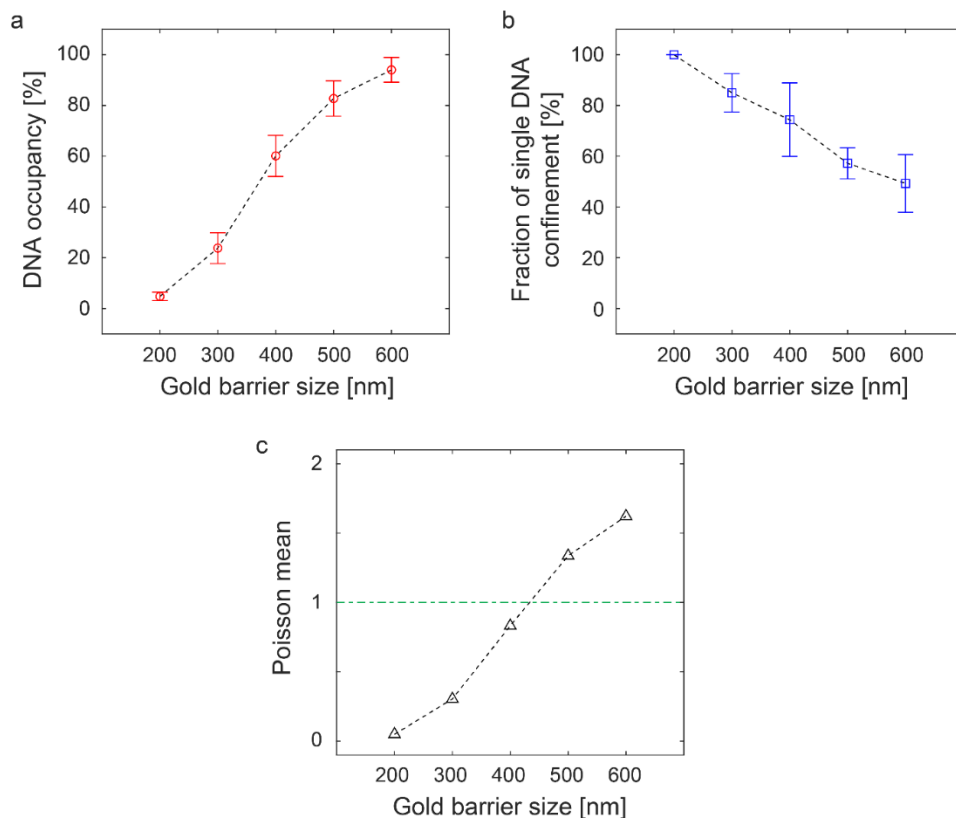 a
DNA occupancy [%]
100
80
60
40
20
0
200 300 400 500 600
Gold barrier size [nm]
b
Fraction of single DNA
confinement [%]
100
80
60
40
20
0
200 300 400 500 600
Gold barrier size [nm]
c
Poisson mean
2
1
0
200 300 400 500 600
Gold barrier size [nm]